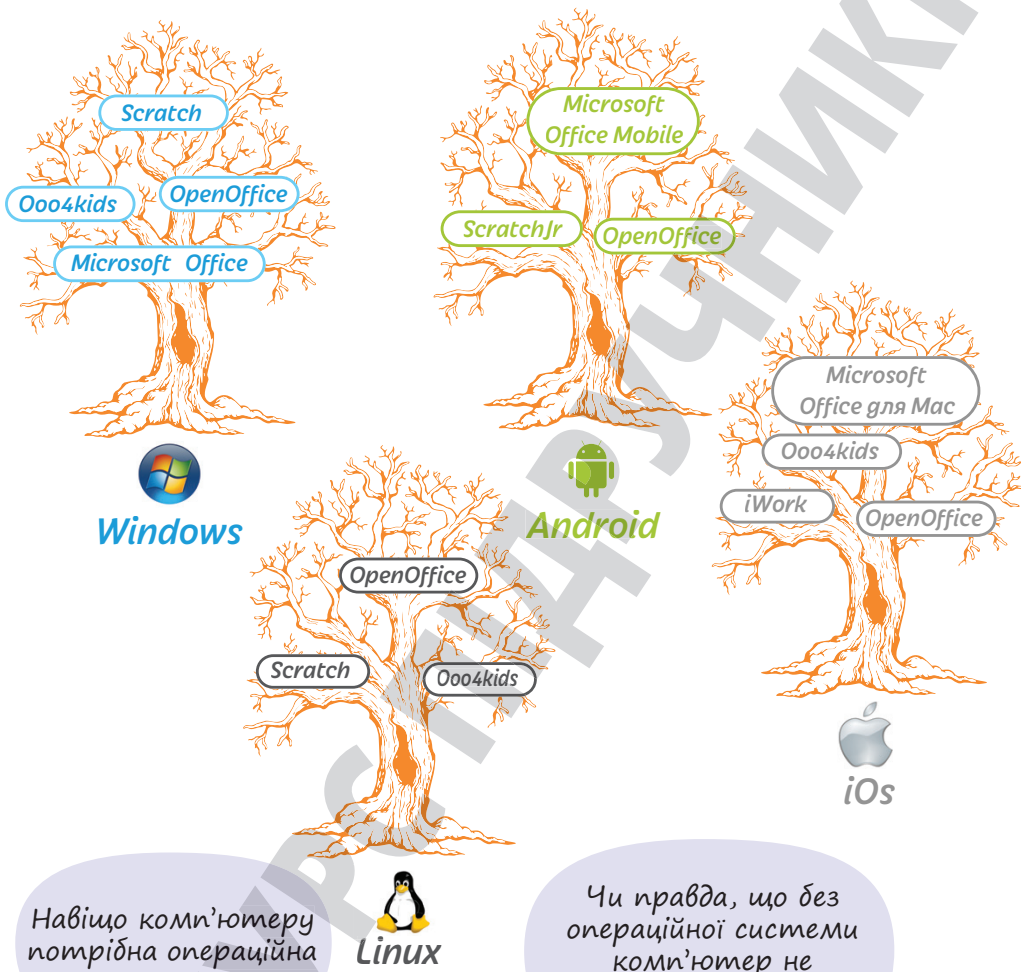 Scratch
Ooo4kids
OpenOffice
Microsoft Office
Windows
Microsoft
Office Mobile
ScratchJr
OpenOffice
Android
Microsoft
Office для Mac
Ooo4kids
iWork
OpenOffice
iOs
OpenOffice
Scratch
Ooo4kids
Linux
Навіщо комп'ютеру
потрібна операційна
Чи правда, що без
операційної системи
комп'ютер не